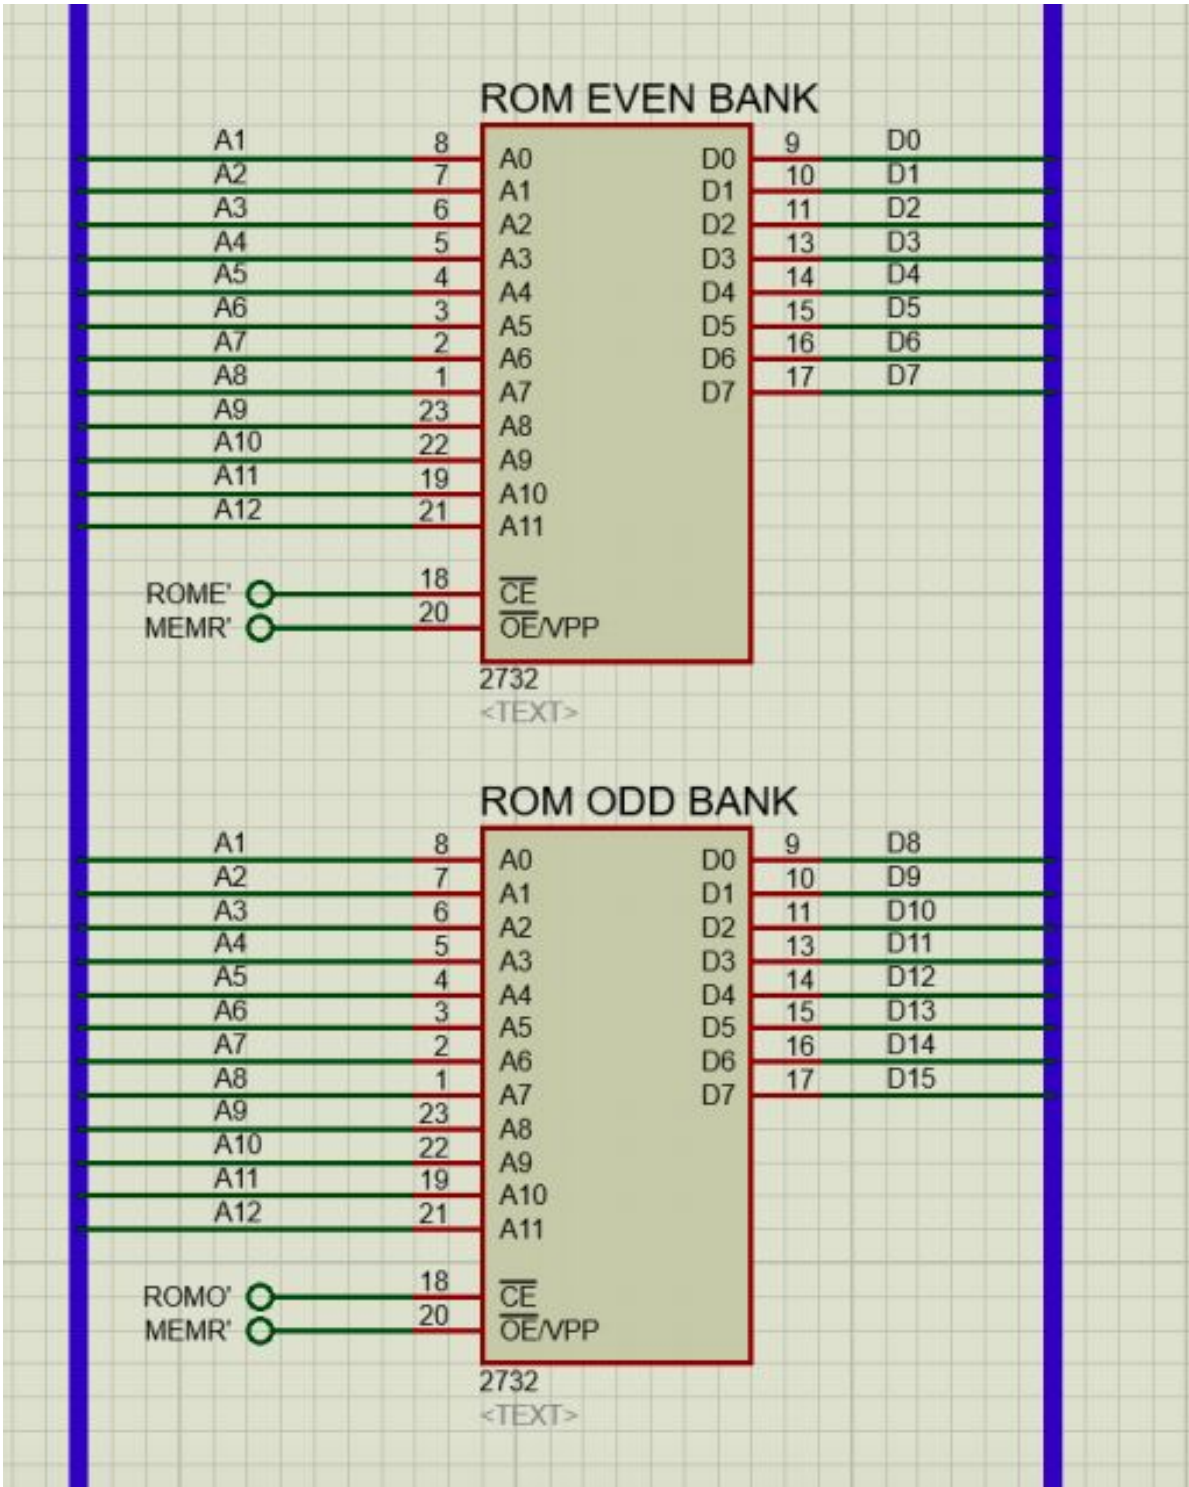 ROM EVEN BANK
A1 8 A0 D0 9 D0
A2 7 A1 D1 10 D1
A3 6 A2 D2 11 D2
A4 5 A3 D3 13 D3
A5 4 A4 D4 14 D4
A6 3 A5 D5 15 D5
A7 2 A6 D6 16 D6
A8 1 A7 D7 17 D7
A9 23 A8
A10 22 A9
A11 19 A10
A12 21 A11
ROME' 18 CE
MEMR' 20 OE/VPP
2732
<TEXT>
ROM ODD BANK
A1 8 A0 D0 9 D8
A2 7 A1 D1 10 D9
A3 6 A2 D2 11 D10
A4 5 A3 D3 13 D11
A5 4 A4 D4 14 D12
A6 3 A5 D5 15 D13
A7 2 A6 D6 16 D14
A8 1 A7 D7 17 D15
A9 23 A8
A10 22 A9
A11 19 A10
A12 21 A11
ROMO' 18 CE
MEMR' 20 OE/VPP
2732
<TEXT>